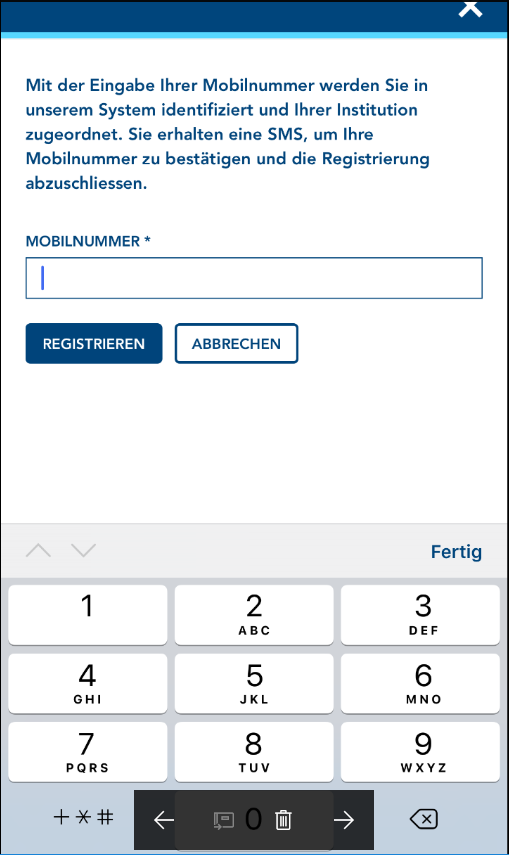 Mit der Eingabe Ihrer Mobilnummer werden Sie in
unserem System identifiziert und Ihrer Institution
zugeordnet. Sie erhalten eine SMS, um Ihre
Mobilnummer zu bestätigen und die Registrierung
abzuschliessen.
MOBILNUMMER *
REGISTRIEREN ABBRECHEN
Fertig
1 2 3
ABC DEF
4 5 6
GHI JKL MNO
7 8 9
PQRS TUV WXYZ
+*# 0